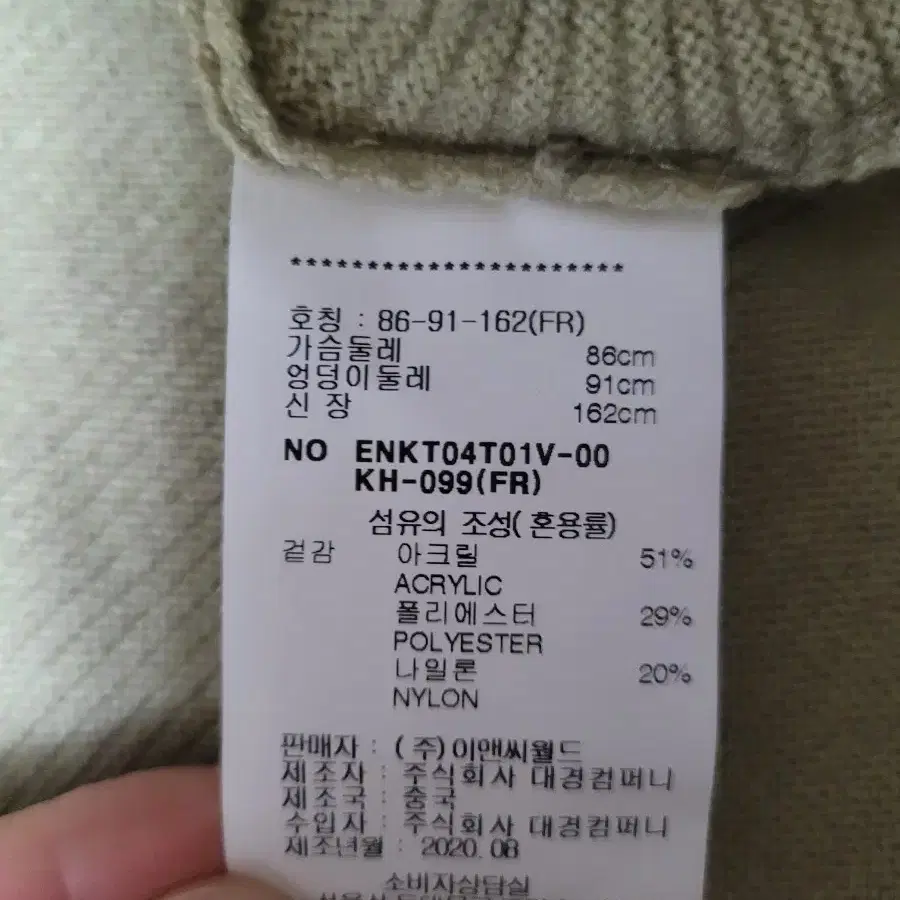 **********************
호칭 : 86-91-162(FR)
가슴둘레 86cm
엉덩이둘레 91cm
신 장 162cm
NO ENKT04T01V-00
KH-099(FR)
섬유의 조성( 혼용률)
겉감 아크릴 51%
ACRYLIC
폴리에스터 29%
POLYESTER
나일론 20%
NYLON
판매자 : (주)이앤씨월드
제조자 : 주식회사 대경컴퍼니
제조국 : 중국
수입자 : 주식회사 대경컴퍼니
제조년월 : 2020.08
소비자상담실